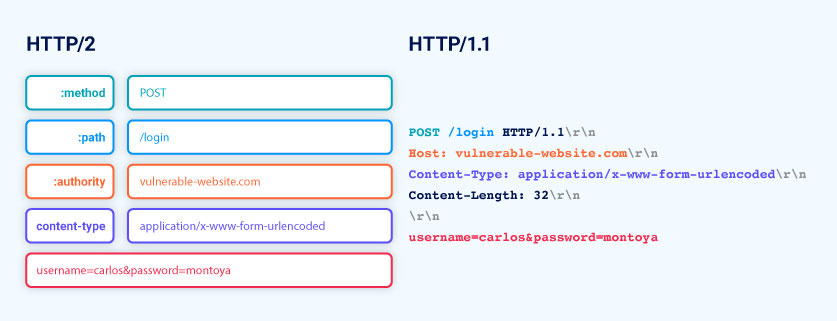 HTTP/2
:method POST
:path /login
:authority vulnerable-website.com
content-type application/x-www-form-urlencoded
username=carlos&password=montoya
HTTP/1.1
POST /login HTTP/1.1\r\n
Host: vulnerable-website.com\r\n
Content-Type: application/x-www-form-urlencoded\r\n
Content-Length: 32\r\n
\r\n
username=carlos&password=montoya